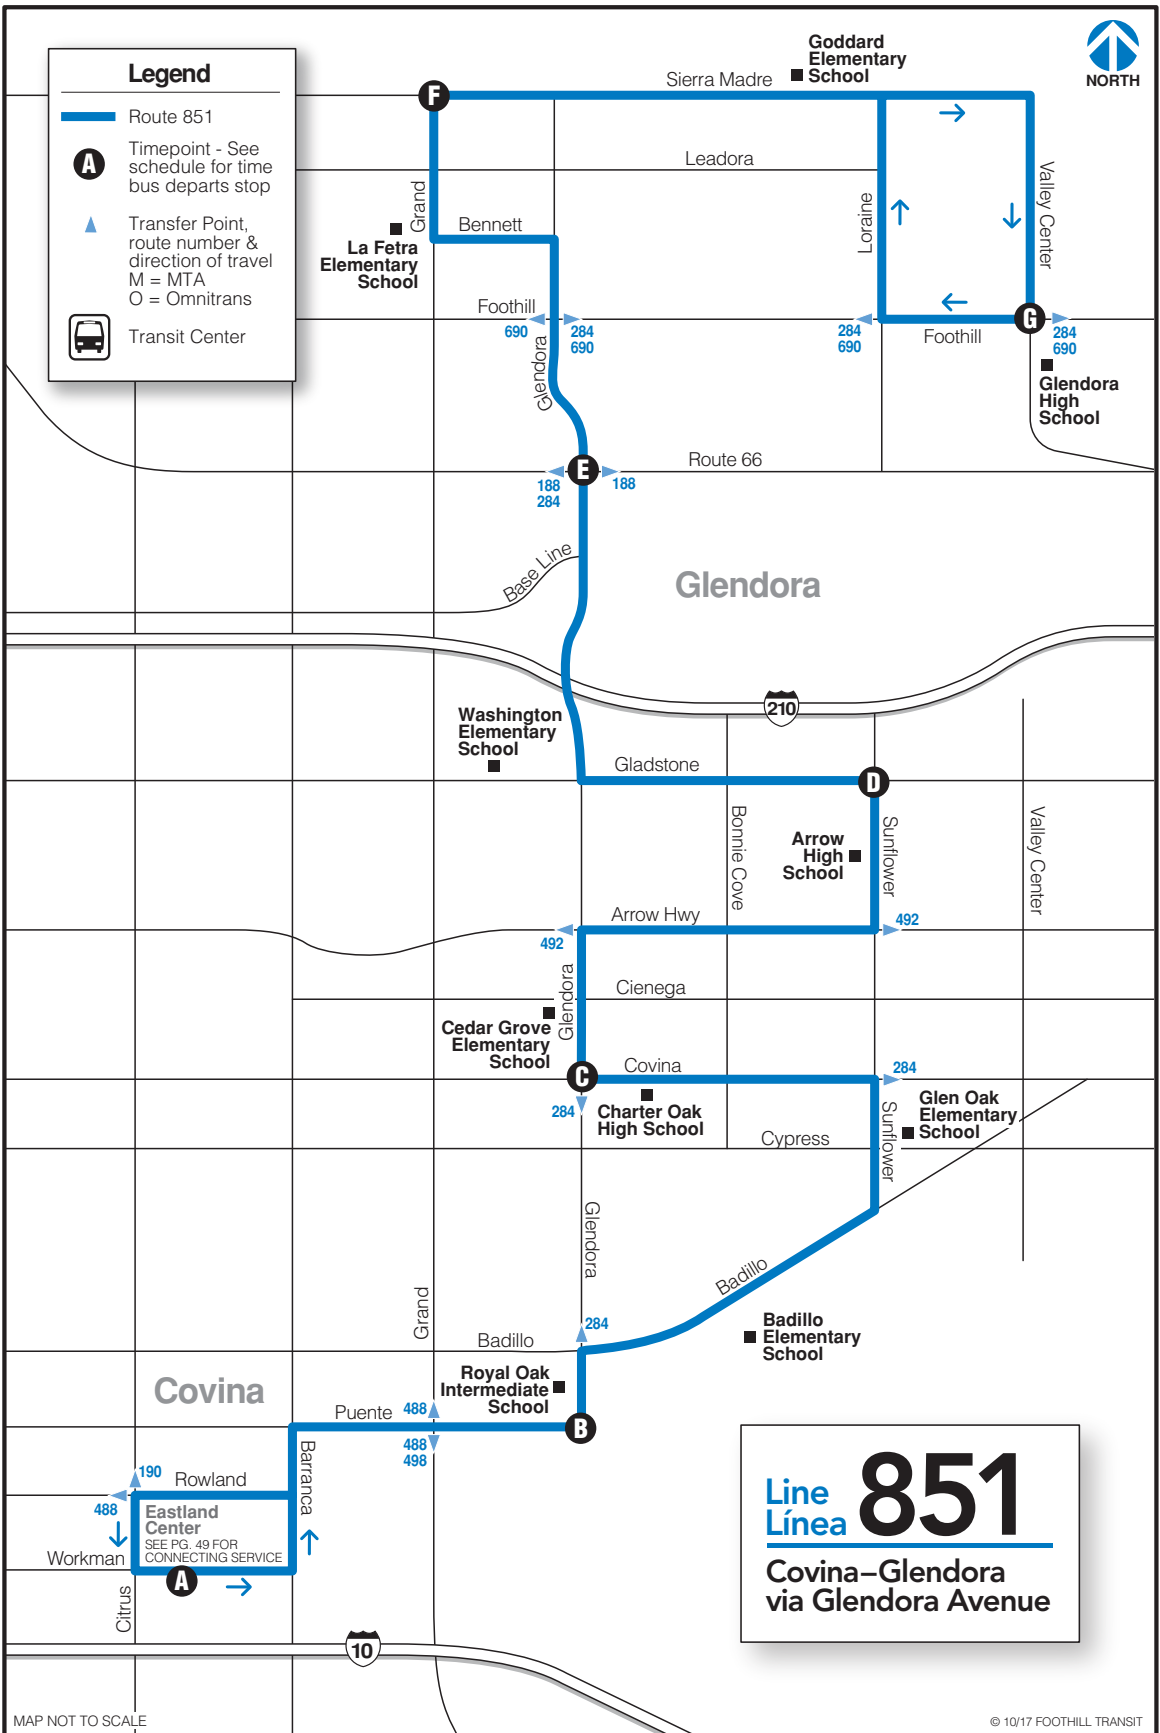 Legend
Route 851
A
Timepoint - See
schedule for time
bus departs stop
Transfer Point,
route number &
direction of travel
M = MTA
O = Omnitrans
Transit Center
Goddard
Elementary
School
NORTH
F
Sierra Madre
Leadora
Grand
Bennett
La Fetra
Elementary
School
Loraine
Valley Center
Foothill
690
284
690
284
690
Foothill
G
284
690
Glendora
Glendora
High
School
E
188
284
188
Route 66
Base Line
Glendora
210
Washington
Elementary
School
Gladstone
D
Bonnie Cove
Arrow
High
School
Sunflower
Valley Center
Arrow Hwy
492
492
Glendora
Cienega
Cedar Grove
Elementary
School
C
Covina
284
284
Charter Oak
High School
Glen Oak
Elementary
School
Sunflower
Cypress
Glendora
Badillo
Grand
284
Badillo
Badillo
Elementary
School
Royal Oak
Intermediate
School
Covina
Puente
488
488
498
B
Barranca
190
Rowland
488
Eastland
Center
SEE PG. 49 FOR
CONNECTING SERVICE
Workman
A
Citrus
10
Line
Línea
851
Covina–Glendora
via Glendora Avenue
MAP NOT TO SCALE
© 10/17 FOOTHILL TRANSIT